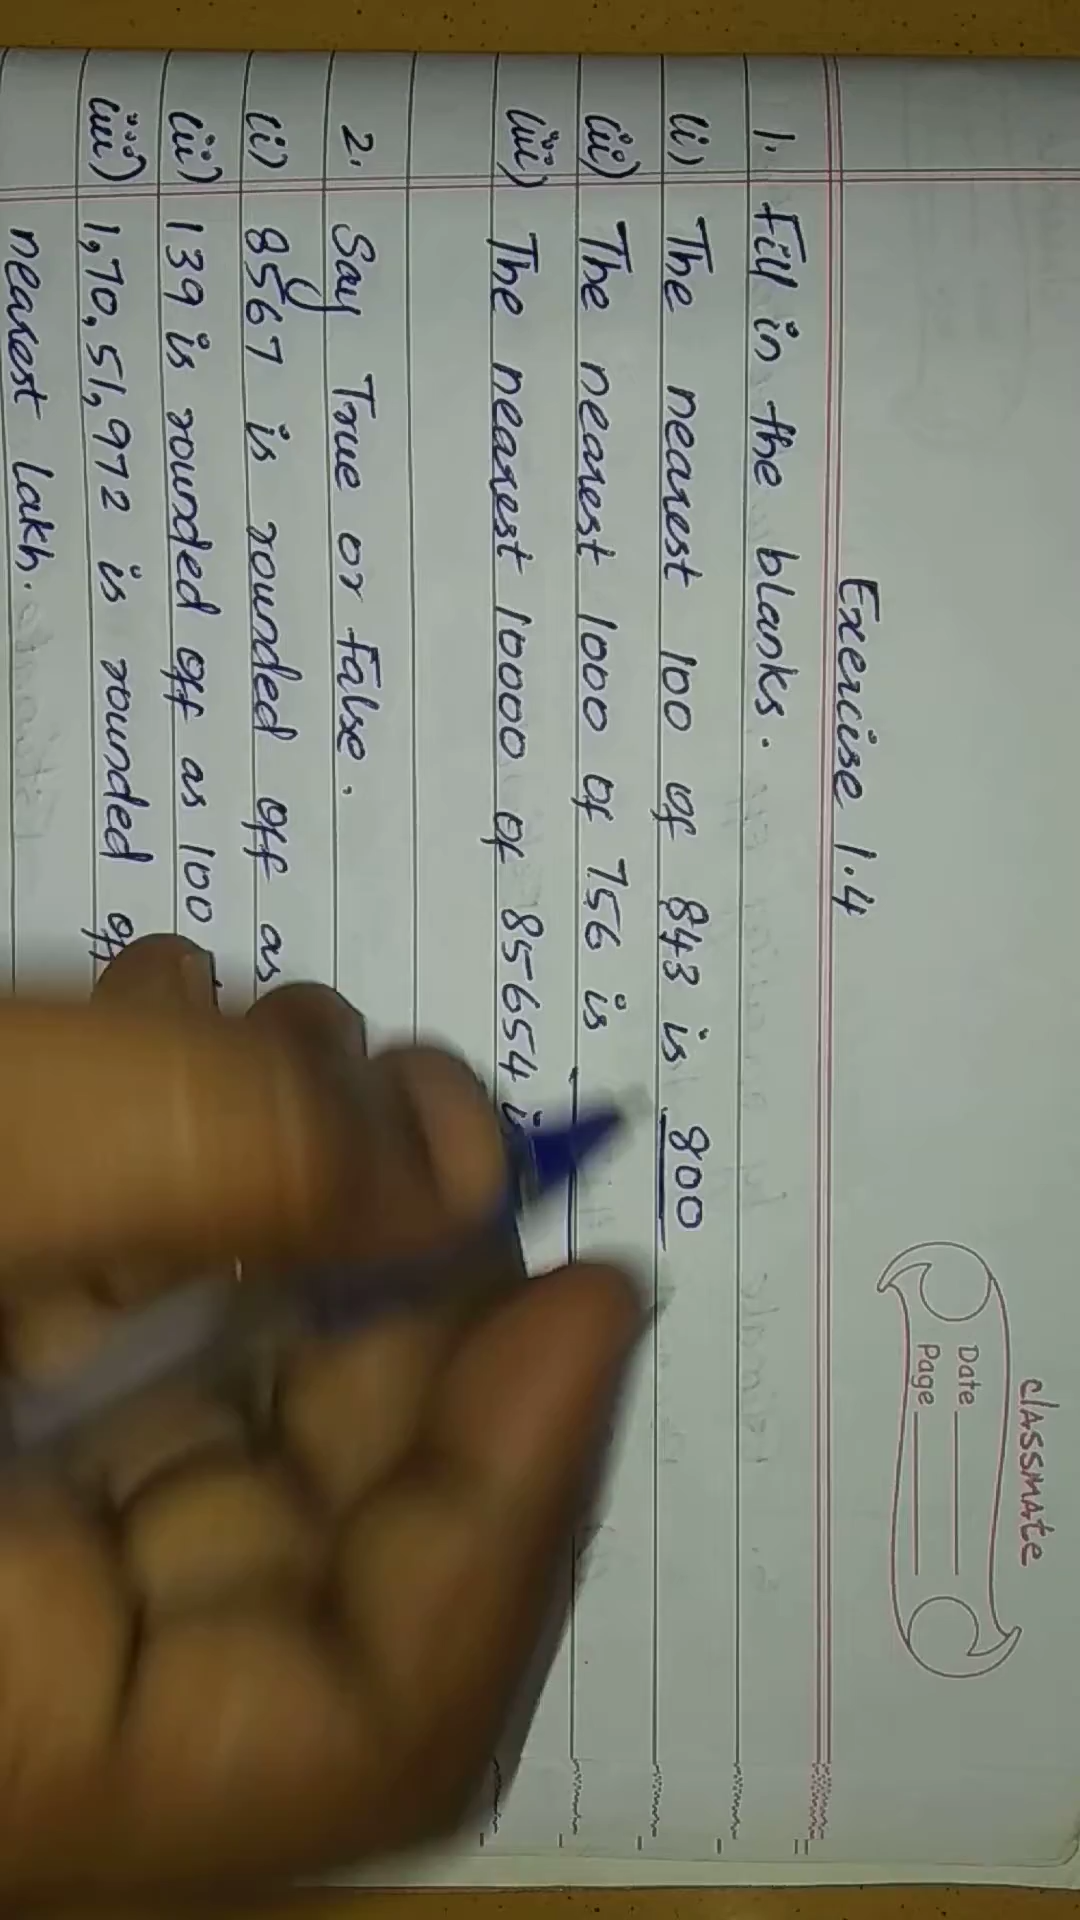 classmate
Date
Page
Exercise 1.4
1. Fill in the blanks.
(i) The nearest 100 of 843 is 800
(ii) The nearest 1000 of 756 is
(iii) The nearest 10000 of 85654
2. Say True or False.
(i) 8567 is rounded off as
(ii) 139 is rounded off as 100
(iii) 1,70,51,972 is rounded
nearest lakh.